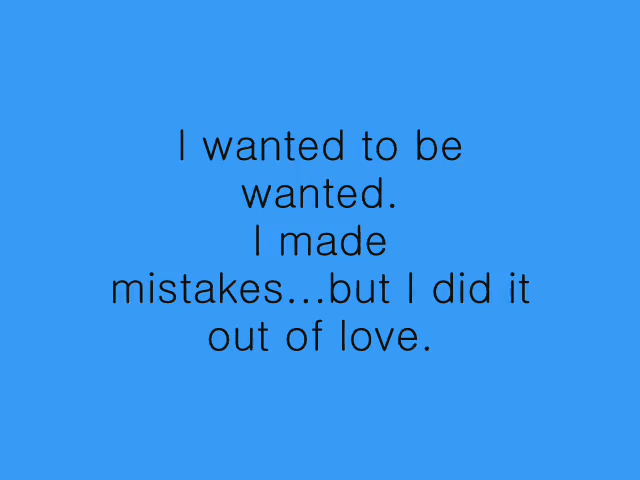 I wanted to be
wanted.
I made
mistakes...but I did it
out of love.